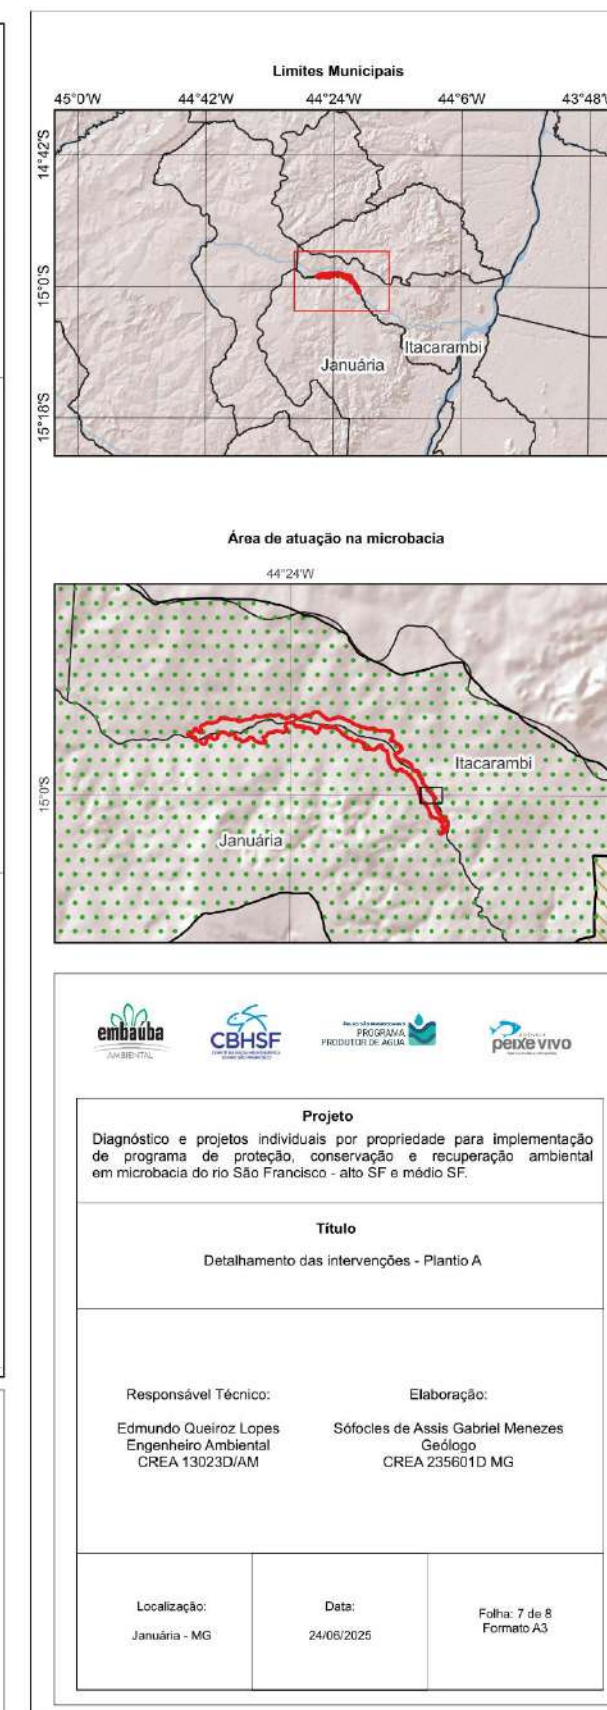 Limites Municipais
45°0'W 44°42'W 44°24'W 44°6'W 43°48'
14°42'S
15°0'S
15°18'S
Itacarambi
Januária
Área de atuação na microbacia
44°24'W
15°0'S
Itacarambi
Januária
embaúba
AMBIENTAL
CBHSF
PROGRAMA
PRODUTOR DE ÁGUA
peixe vivo
Projeto
Diagnóstico e projetos individuais por propriedade para implementação
de programa de proteção, conservação e recuperação ambiental
em microbacia do rio São Francisco - alto SF e médio SF.
Título
Detalhamento das intervenções - Plantio A
Responsável Técnico:
Edmundo Queiroz Lopes
Engenheiro Ambiental
CREA 13023D/AM
Elaboração:
Sófocles de Assis Gabriel Menezes
Geólogo
CREA 235601D MG
Localização:
Januária - MG
Data:
24/06/2025
Folha: 7 de 8
Formato A3